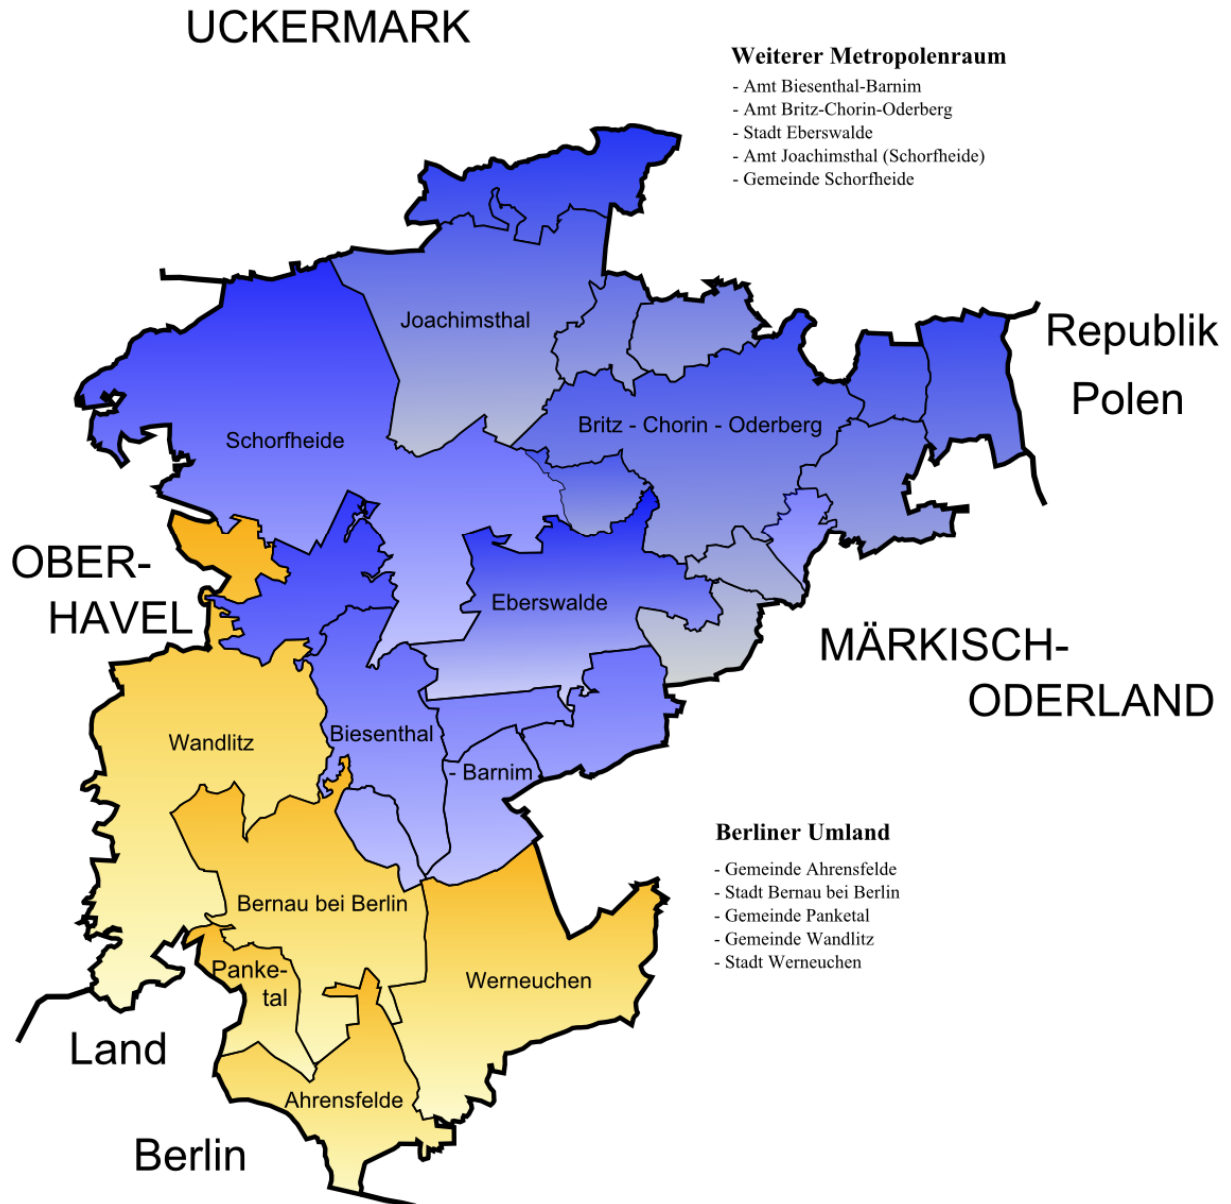 UCKERMARK
Weiterer Metropolenraum
- Amt Biesenthal-Barnim
- Amt Britz-Chorin-Oderberg
- Stadt Eberswalde
- Amt Joachimsthal (Schorfheide)
- Gemeinde Schorfheide
Joachimsthal
Republik
Polen
Schorfheide
Britz - Chorin - Oderberg
OBER-
HAVEL
Eberswalde
MÄRKISCH-
ODERLAND
Wandlitz
Biesenthal
- Barnim
Berliner Umland
- Gemeinde Ahrensfelde
- Stadt Bernau bei Berlin
- Gemeinde Panketal
- Gemeinde Wandlitz
- Stadt Werneuchen
Bernau bei Berlin
Panke-
tal
Werneuchen
Land
Ahrensfelde
Berlin